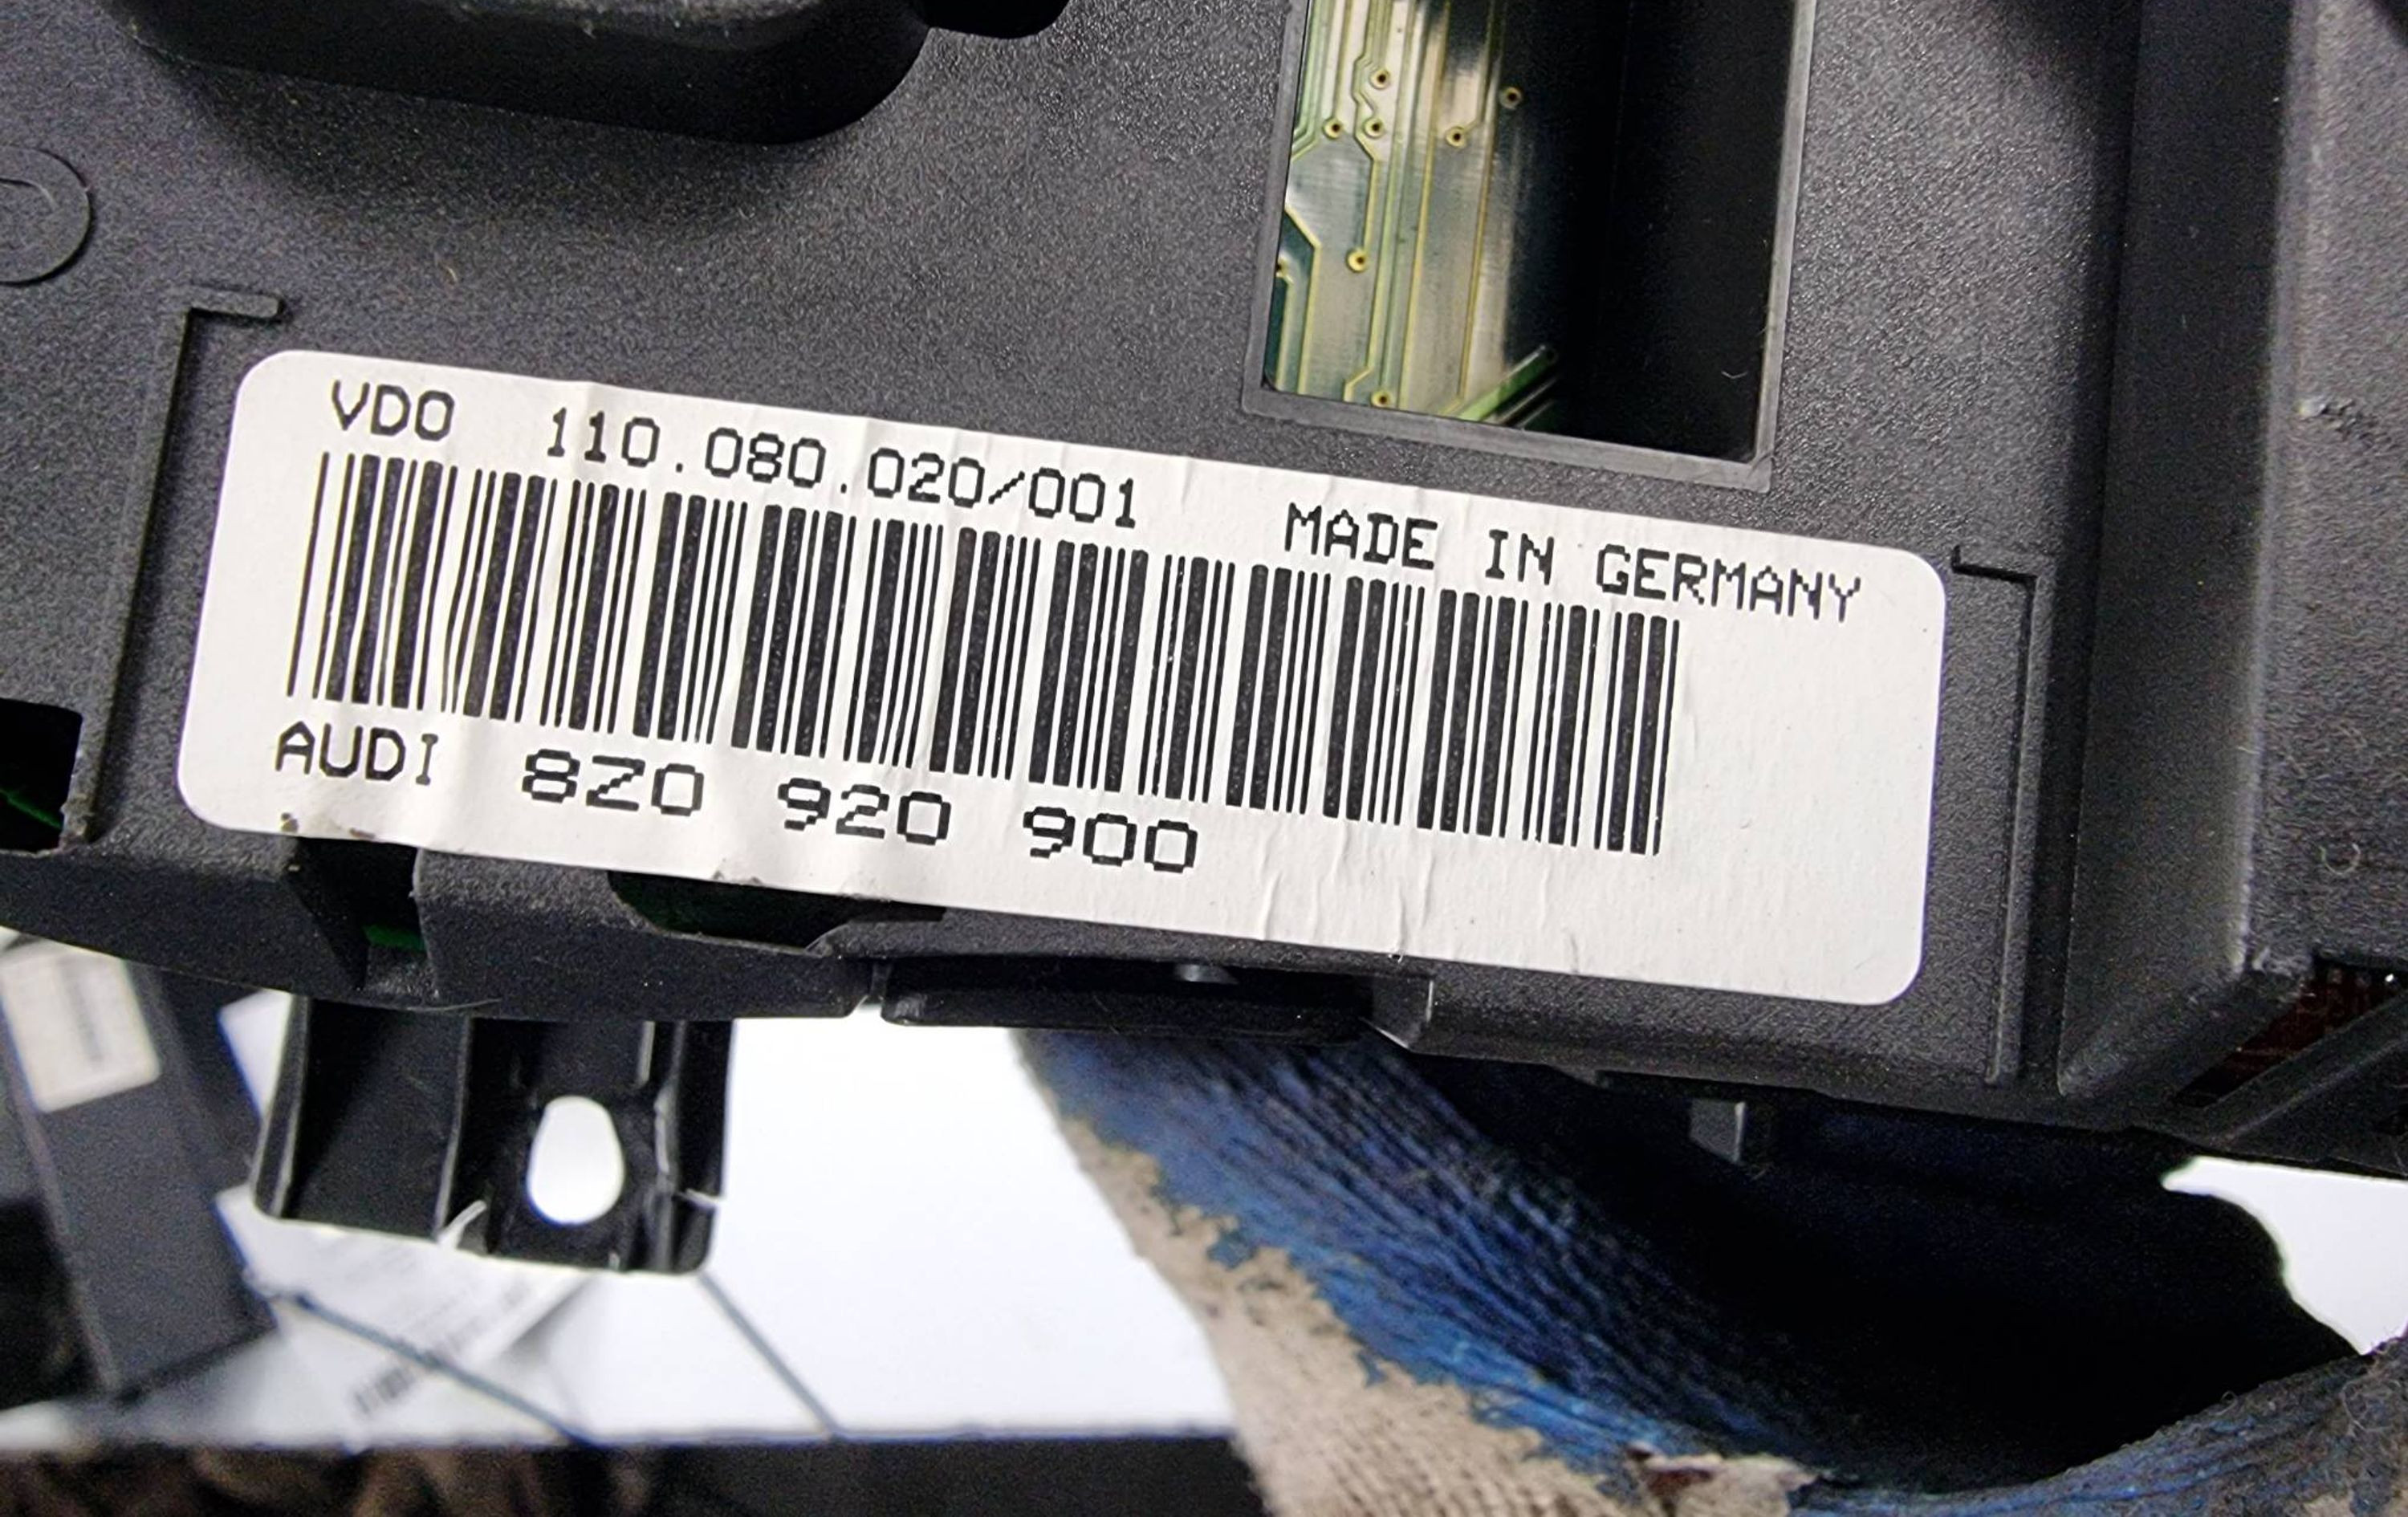 VDO 110.080.020/001 MADE IN GERMANY
AUDI 8Z0 920 900